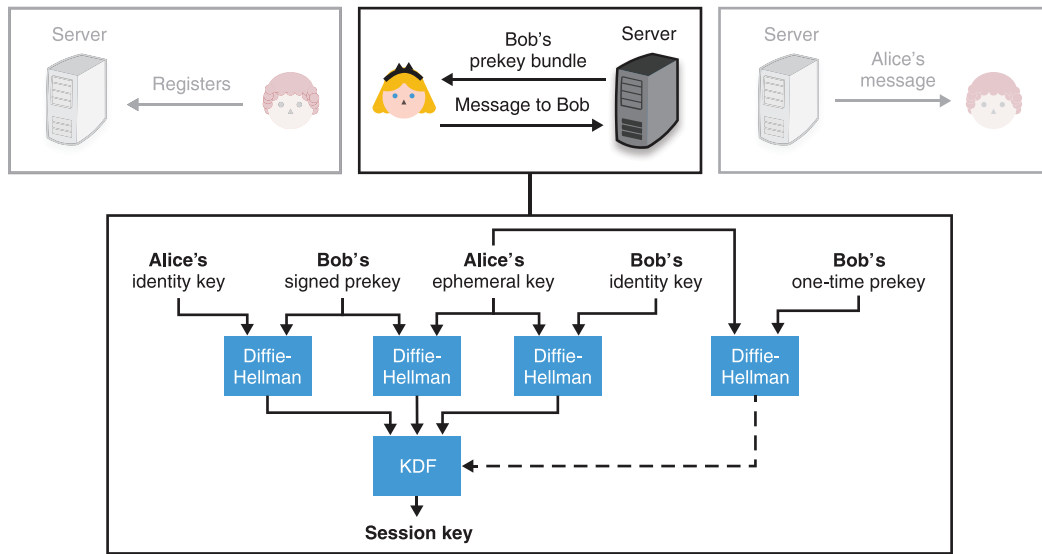 Server
Registers
Bob's
prekey bundle
Message to Bob
Server
Server
Alice's
message
Alice's
identity key
Bob's
signed prekey
Alice's
ephemeral key
Bob's
identity key
Bob's
one-time prekey
Diffie-
Hellman
Diffie-
Hellman
Diffie-
Hellman
Diffie-
Hellman
KDF
Session key